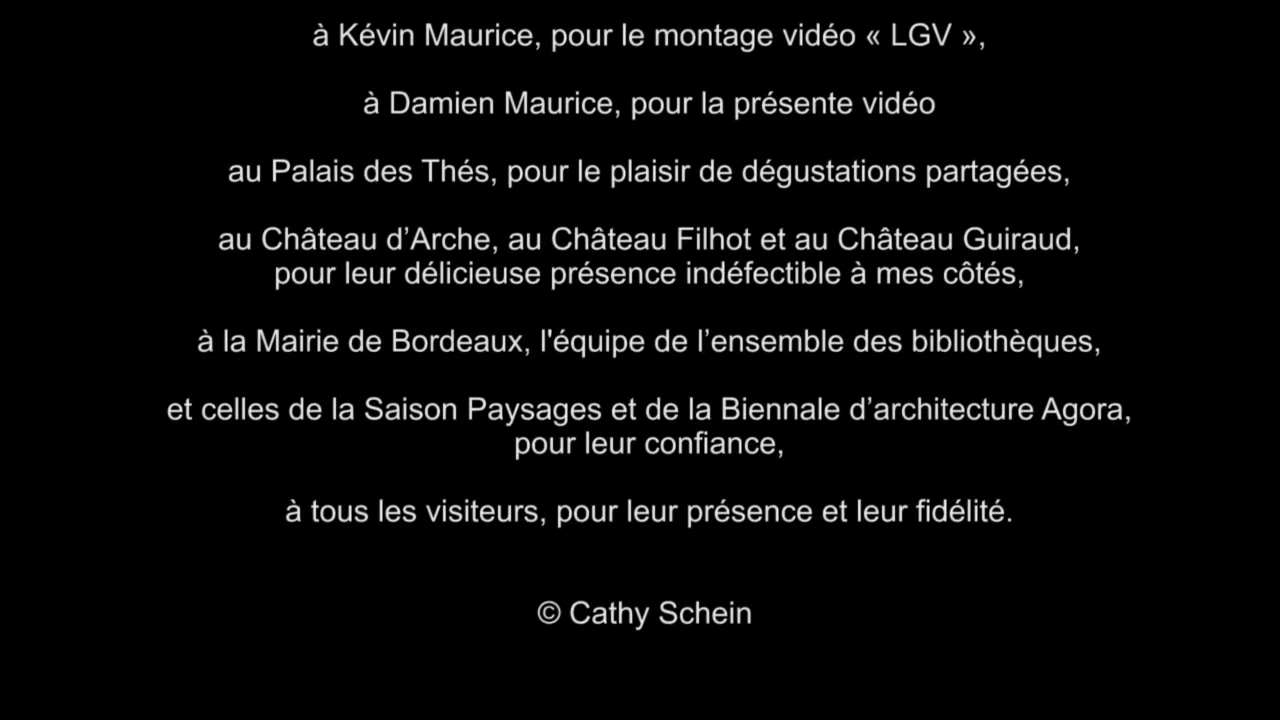 à Kévin Maurice, pour le montage vidéo « LGV »,
à Damien Maurice, pour la présente vidéo
au Palais des Thés, pour le plaisir de dégustations partagées,
au Château d’Arche, au Château Filhot et au Château Guiraud,
pour leur délicieuse présence indéfectible à mes côtés,
à la Mairie de Bordeaux, l'équipe de l’ensemble des bibliothèques,
et celles de la Saison Paysages et de la Biennale d’architecture Agora,
pour leur confiance,
à tous les visiteurs, pour leur présence et leur fidélité.
© Cathy Schein